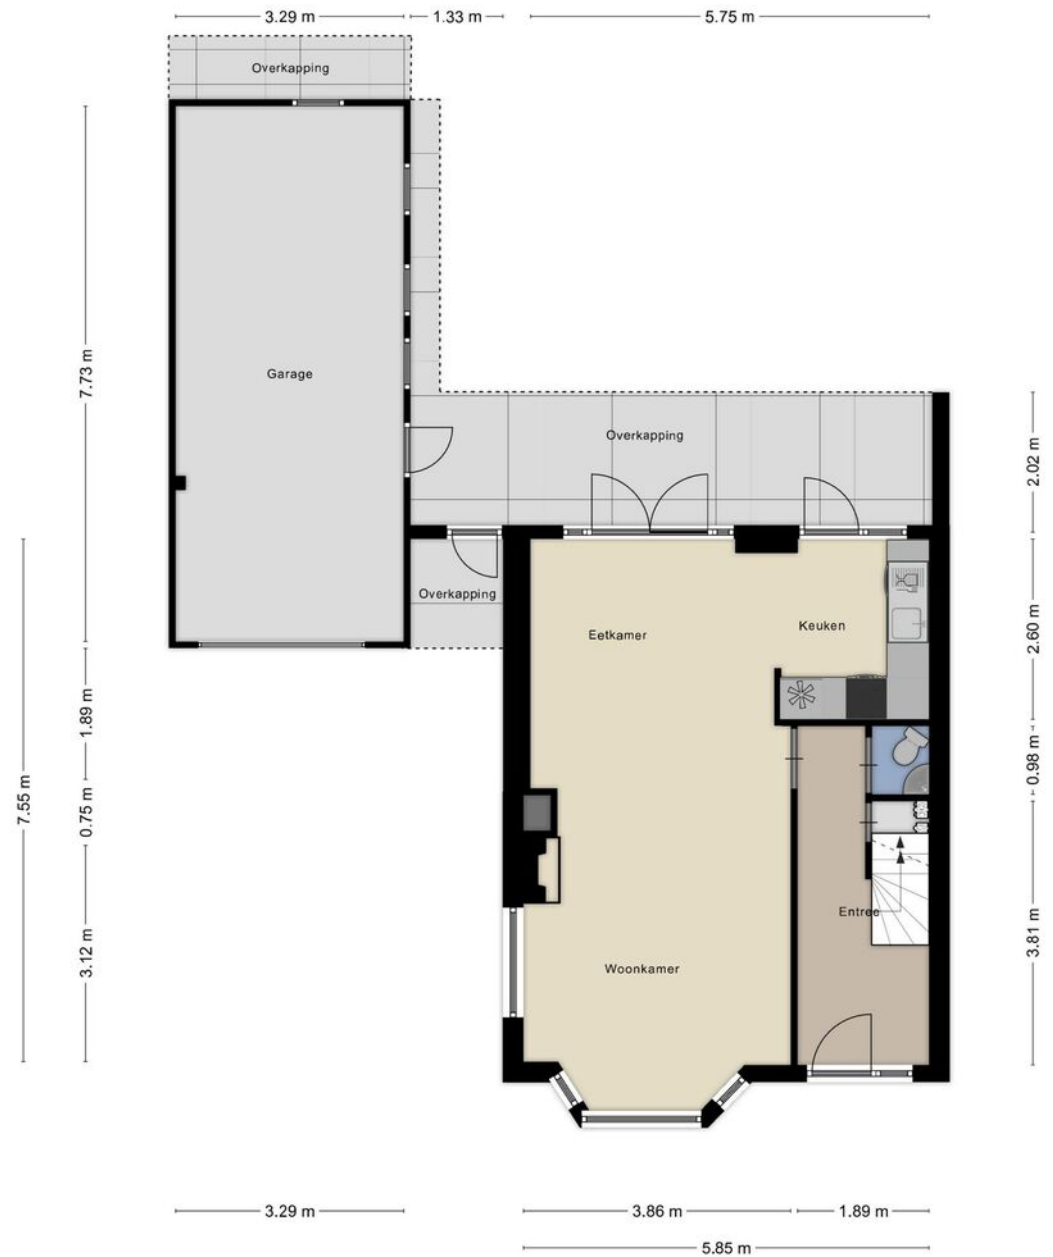 3.29 m
1.33 m
5.75 m
Overkapping
7.73 m
Garage
Overkapping
2.02 m
Overkapping
Eetkamer
Keuken
2.60 m
1.89 m
0.98 m
7.55 m
0.75 m
Entree
3.81 m
3.12 m
Woonkamer
3.29 m
3.86 m
1.89 m
5.85 m